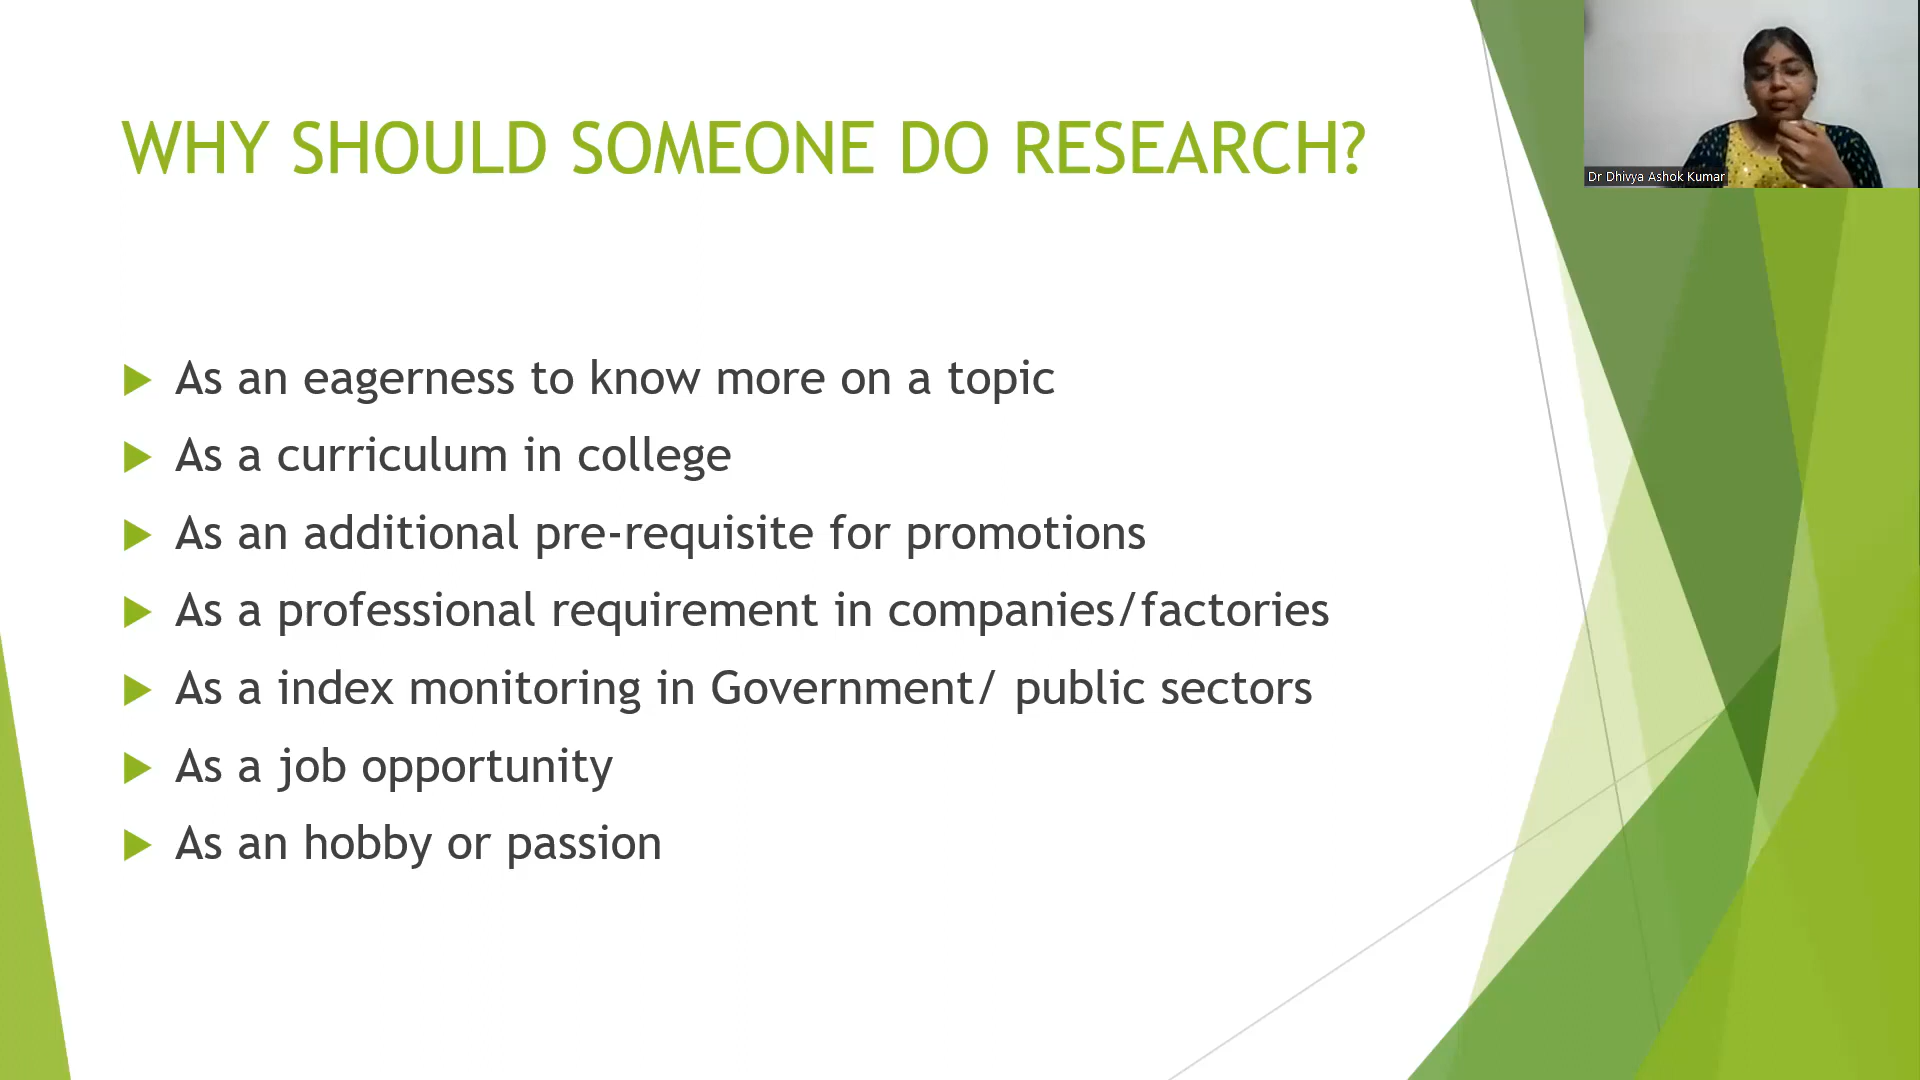 WHY SHOULD SOMEONE DO RESEARCH?
Dr Dhivya Ashok Kumar
As an eagerness to know more on a topic
As a curriculum in college
As an additional pre-requisite for promotions
As a professional requirement in companies/factories
As a index monitoring in Government/ public sectors
As a job opportunity
As an hobby or passion